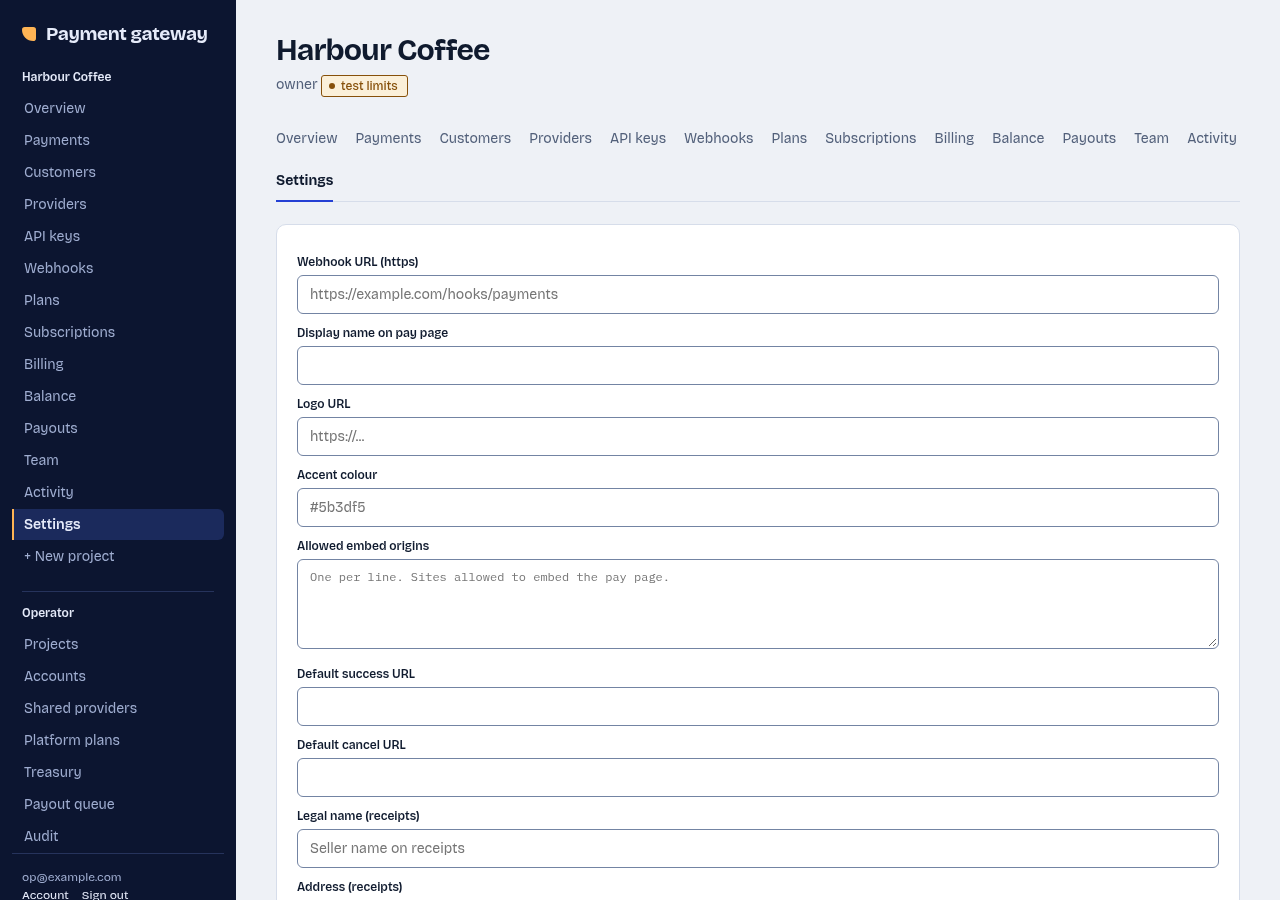 Payment gateway
Harbour Coffee
Overview
Payments
Customers
Providers
API keys
Webhooks
Plans
Subscriptions
Billing
Balance
Payouts
Team
Activity
Settings
+ New project
Operator
Projects
Accounts
Shared providers
Platform plans
Treasury
Payout queue
Audit
op@example.com
Account Sign out
Harbour Coffee
owner test limits
Overview Payments Customers Providers API keys Webhooks Plans Subscriptions Billing Balance Payouts Team Activity
Settings
Webhook URL (https)
https://example.com/hooks/payments
Display name on pay page
Logo URL
https://...
Accent colour
#5b3df5
Allowed embed origins
One per line. Sites allowed to embed the pay page.
Default success URL
Default cancel URL
Legal name (receipts)
Seller name on receipts
Address (receipts)